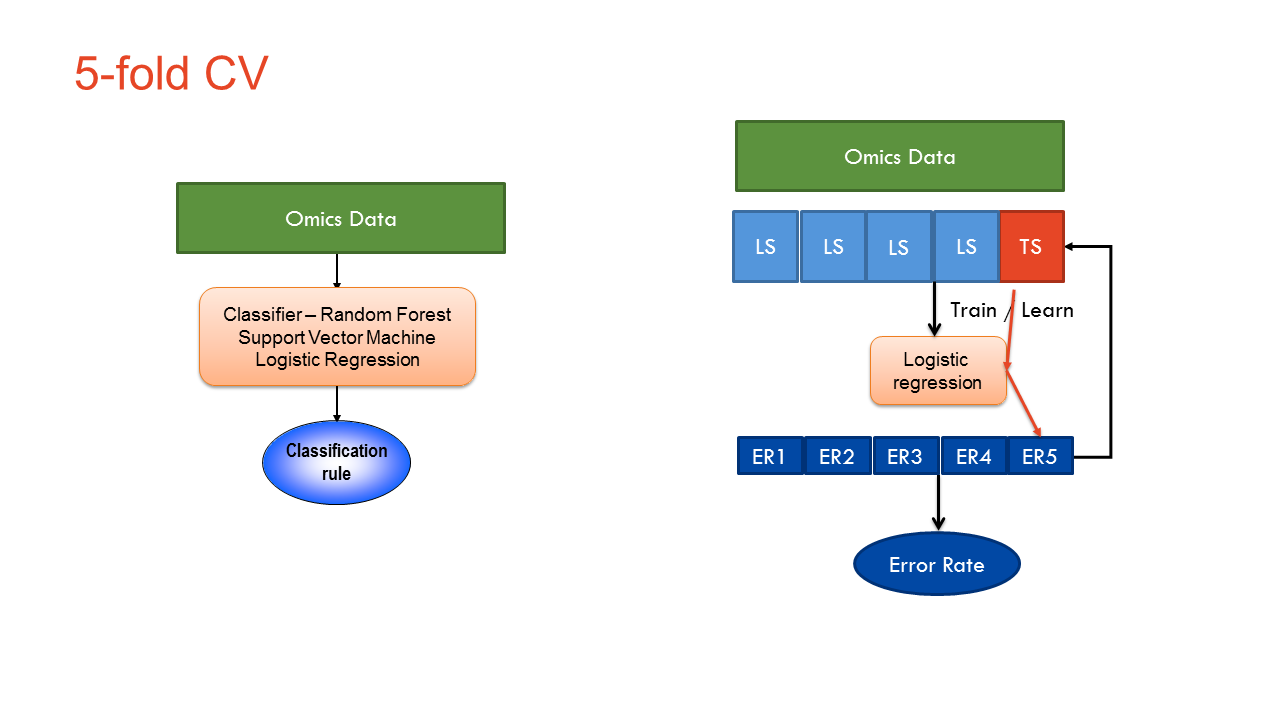 5-fold CV
Omics Data
Classifier – Random Forest
Support Vector Machine
Logistic Regression
Classification
rule
Omics Data
LS LS LS LS TS
Train / Learn
Logistic
regression
ER1 ER2 ER3 ER4 ER5
Error Rate